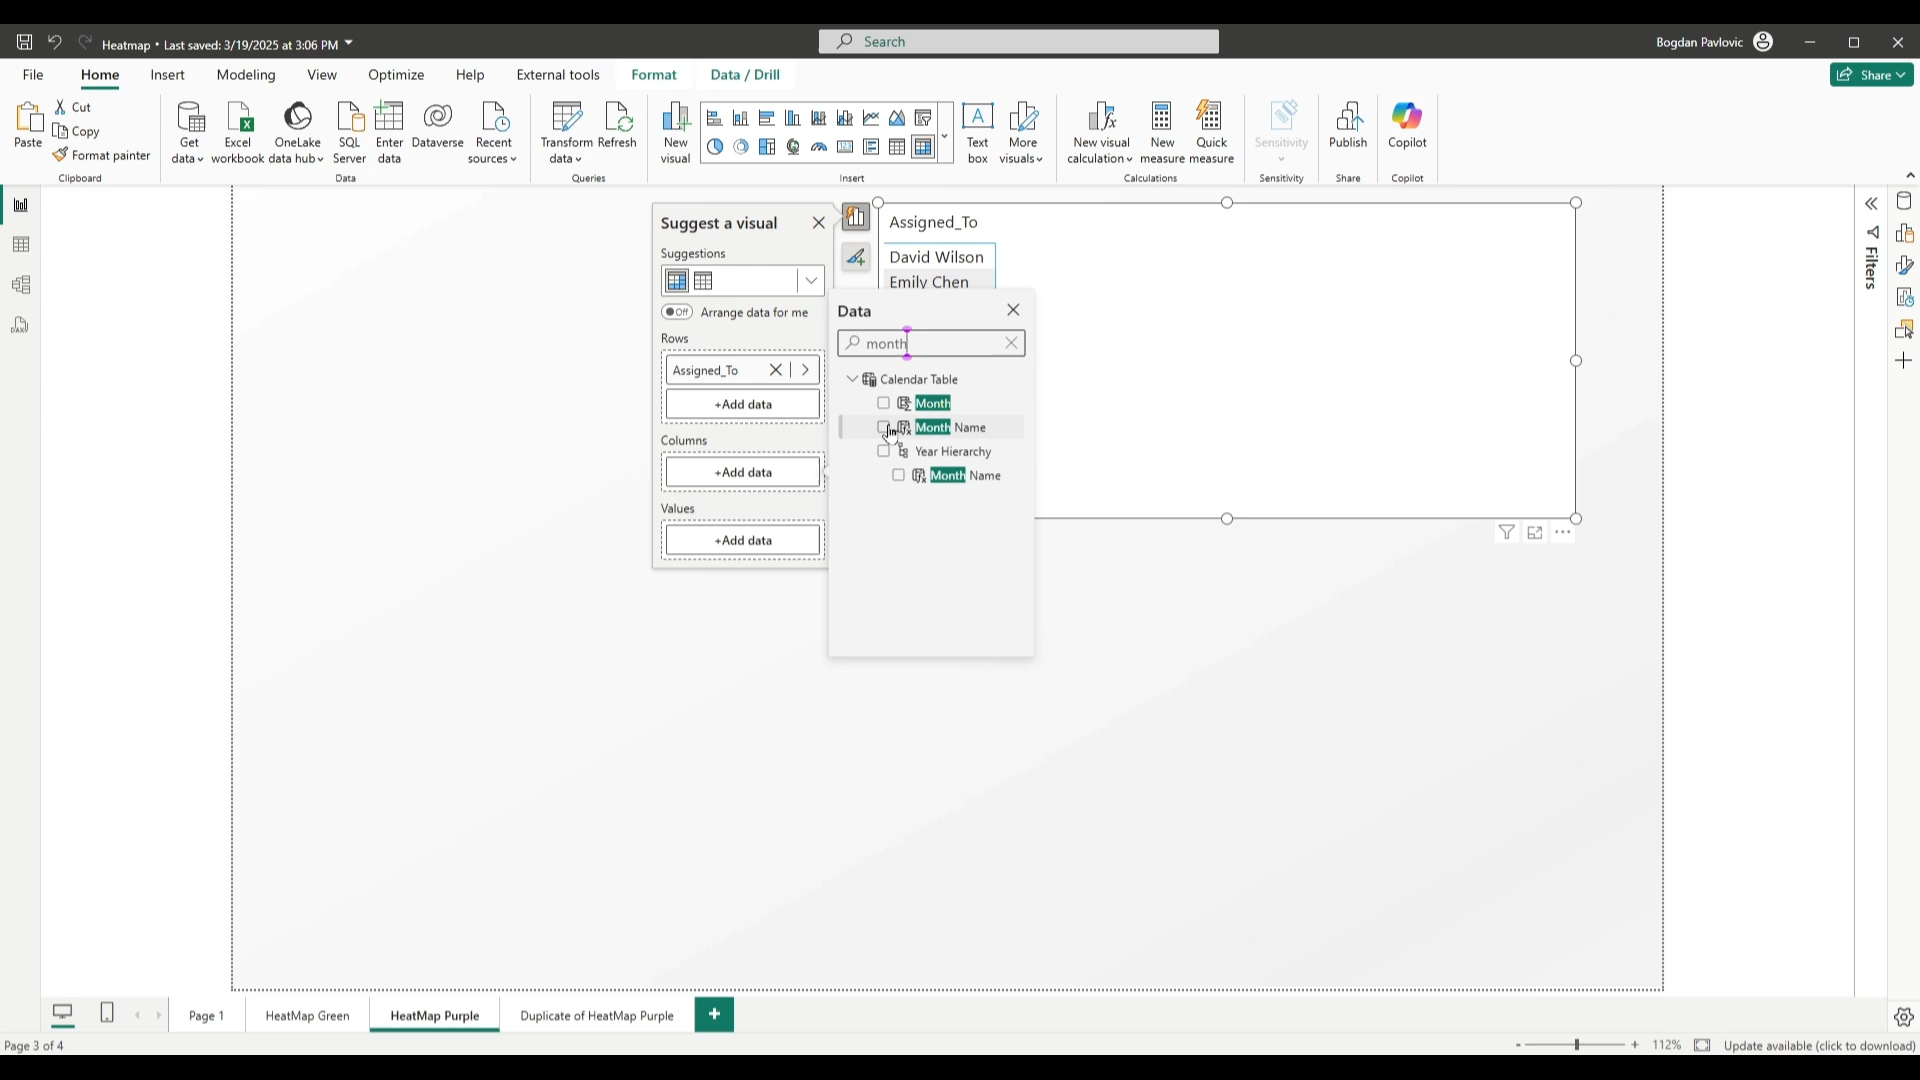 Heatmap • Last saved: 3/19/2025 at 3:06 PM
Search
Bogdan Pavlovic
File
Home
Insert
Modeling
View
Optimize
Help
External tools
Format
Data / Drill
Share
Paste
Cut
Copy
Format painter
Clipboard
Get data
Excel workbook
OneLake data hub
SQL Server
Enter data
Dataverse
Recent sources
Data
Transform data
Refresh
Queries
New visual
Text box
More visuals
Insert
New visual calculation
New measure
Quick measure
Calculations
Sensitivity
Sensitivity
Publish
Share
Copilot
Copilot
Suggest a visual
Suggestions
Off
Arrange data for me
Rows
Assigned_To
+Add data
Columns
+Add data
Values
+Add data
Assigned_To
David Wilson
Emily Chen
Data
month
Calendar Table
Month
Month Name
Year Hierarchy
Month Name
Filters
Page 1
HeatMap Green
HeatMap Purple
Duplicate of HeatMap Purple
Page 3 of 4
- + 112%
Update available (click to download)